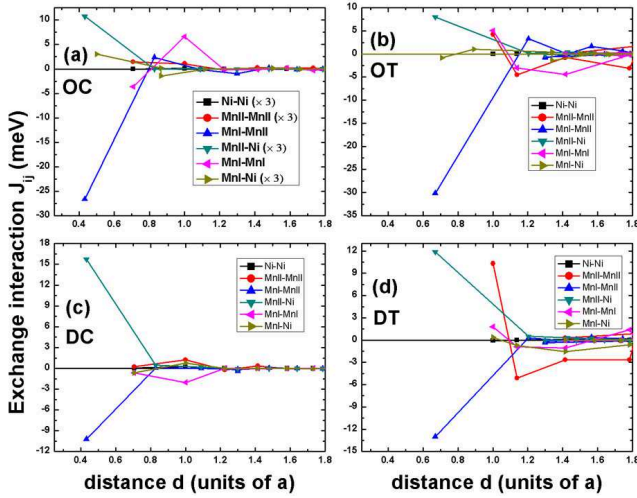 Exchange interaction J_ij (meV)
15
10
5
0
-5
-10
-15
-20
-25
-30
0.4 0.6 0.8 1.0 1.2 1.4 1.6 1.8
(a)
OC
Ni-Ni (× 3)
MnII-MnII (× 3)
MnI-MnII
MnII-Ni (× 3)
MnI-MnI
MnI-Ni (× 3)
10
5
0
-5
-10
-15
-20
-25
-30
-35
0.4 0.6 0.8 1.0 1.2 1.4 1.6 1.8
(b)
OT
Ni-Ni
MnII-MnII
MnI-MnII
MnII-Ni
MnI-MnI
MnI-Ni
18
15
12
9
6
3
0
-3
-6
-9
-12
0.4 0.6 0.8 1.0 1.2 1.4 1.6 1.8
(c)
DC
Ni-Ni
MnII-MnII
MnI-MnII
MnII-Ni
MnI-MnI
MnI-Ni
distance d (units of a)
12
9
6
3
0
-3
-6
-9
-12
-15
0.4 0.6 0.8 1.0 1.2 1.4 1.6 1.8
(d)
DT
Ni-Ni
MnII-MnII
MnI-MnII
MnII-Ni
MnI-MnI
MnI-Ni
distance d (units of a)